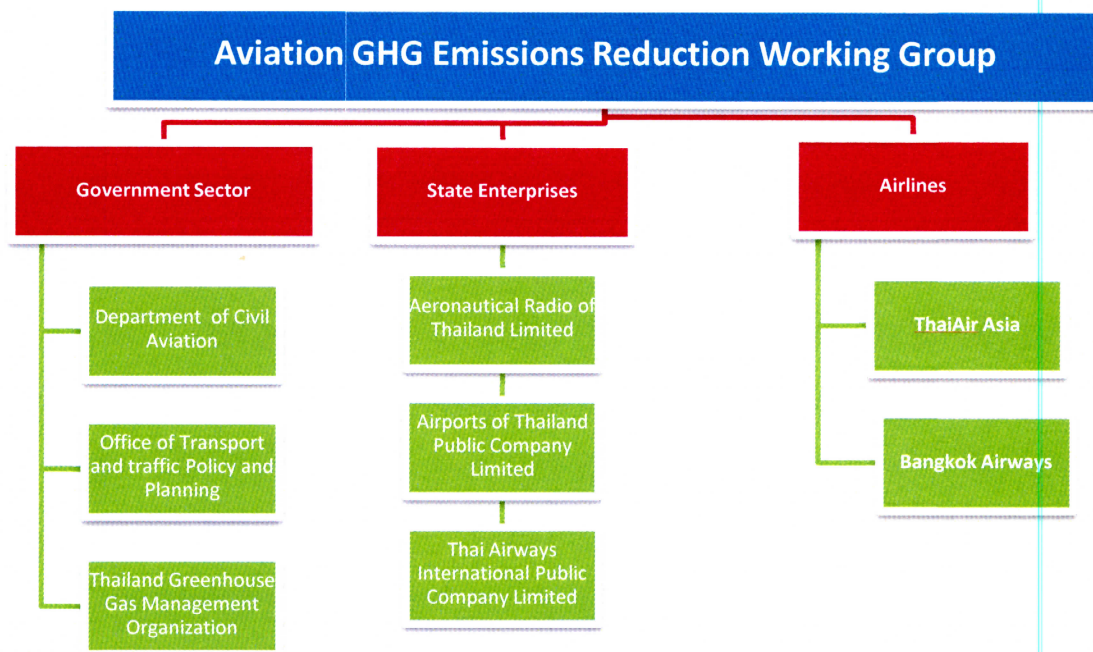 Aviation GHG Emissions Reduction Working Group
Government Sector
Department of Civil
Aviation
Office of Transport
and traffic Policy and
Planning
Thailand Greenhouse
Gas Management
Organization
State Enterprises
Aeronautical Radio of
Thailand Limited
Airports of Thailand
Public Company
Limited
Thai Airways
International Public
Company Limited
Airlines
ThaiAir Asia
Bangkok Airways